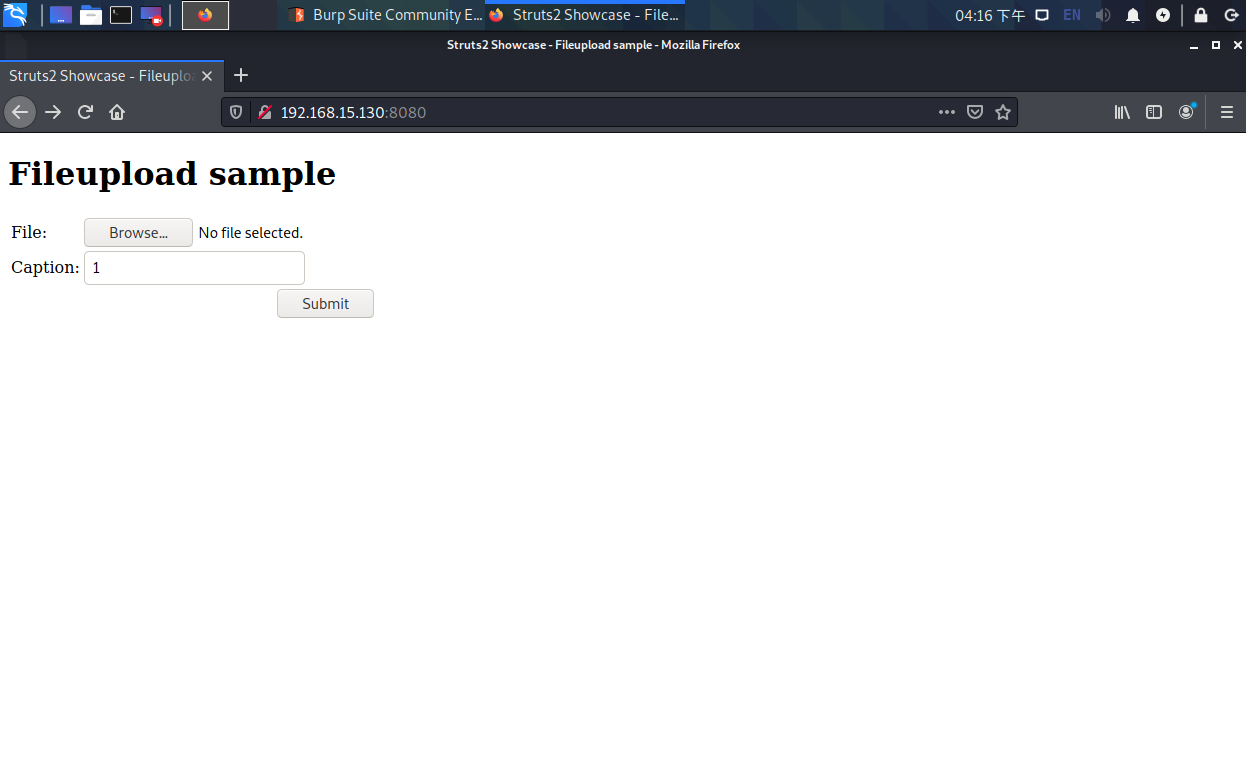 Burp Suite Community E... Struts2 Showcase - File... 04:16 下午 EN
Struts2 Showcase - Fileupload sample - Mozilla Firefox
Struts2 Showcase - Fileuplo
192.168.15.130:8080
Fileupload sample
File: Browse... No file selected.
Caption: 1
Submit